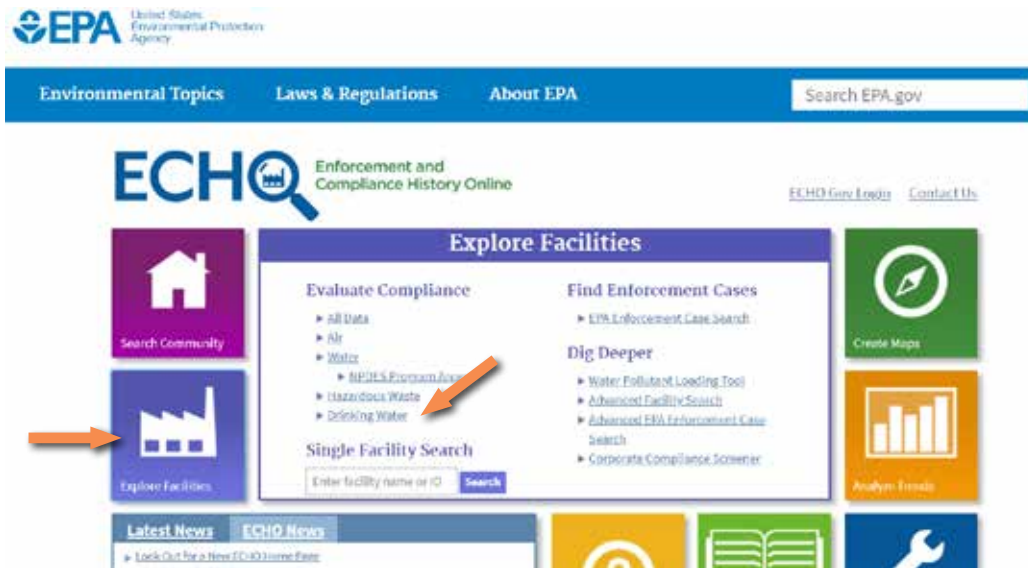 EPA United States
Environmental Protection
Agency
Environmental Topics Laws & Regulations About EPA Search EPA.gov
ECHO Enforcement and
Compliance History Online
ECHO Gov Login Contact Us
Explore Facilities
Evaluate Compliance
All Data
Air
Water
NPDES Program Areas
Hazardous Waste
Drinking Water
Single Facility Search
Enter facility name or ID Search
Find Enforcement Cases
EPA Enforcement Case Search
Dig Deeper
Water Pollutant Loading Tool
Advanced Facility Search
Advanced EPA Enforcement Case
Search
Corporate Compliance Screener
Search Community
Explore Facilities
Create Maps
Analyze Trends
Latest News ECHO News
Look Out for a New ECHO Home Page